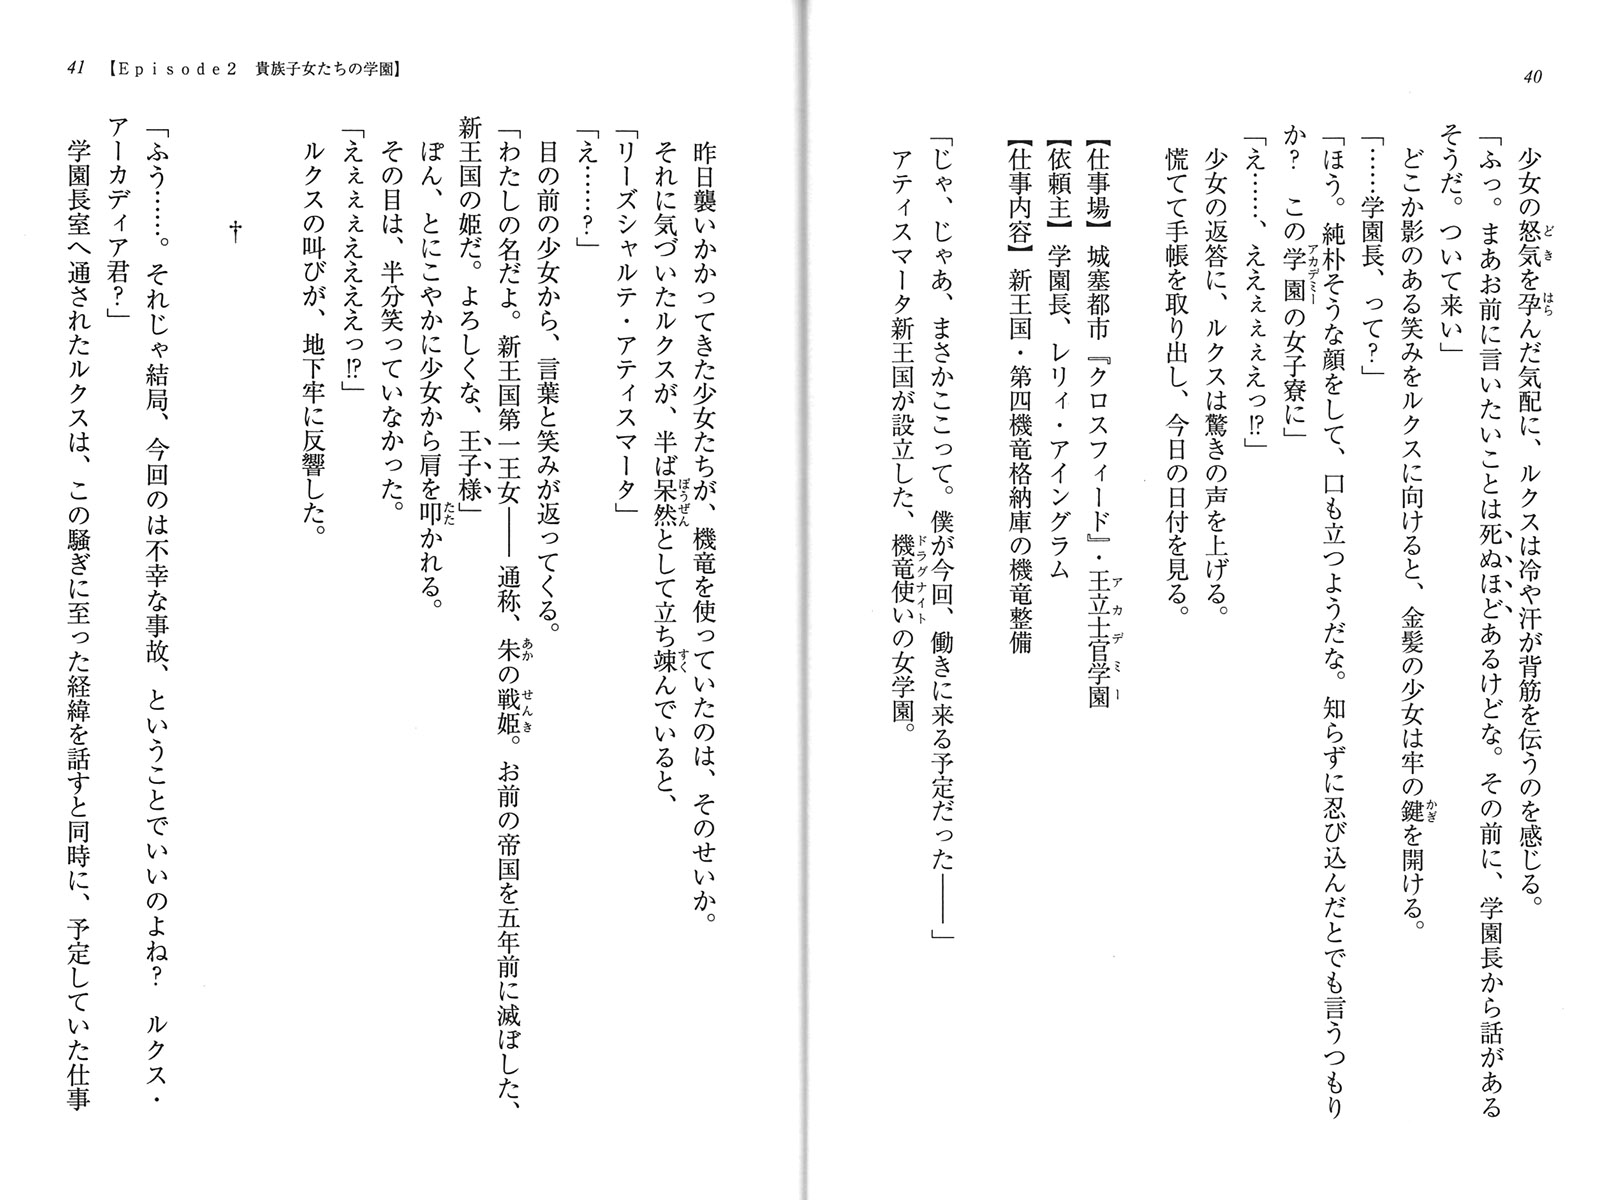 40
少女の怒気を孕んだ気配に、ルクスは冷や汗が背筋を伝うのを感じる。
「ふっ。まあお前に言いたいことは死ぬほどあるけどな。その前に、学園長から話がある
そうだ。ついて来い」
どこか影のある笑みをルクスに向けると、金髪の少女は牢の鍵を開ける。
「……学園長、って？」
「ほう。純朴そうな顔をして、口も立つようだな。知らずに忍び込んだとでも言うつもり
か？　この学園の女子寮に」
「え……、ええぇぇぇえっ!?」
少女の返答に、ルクスは驚きの声を上げる。
慌てて手帳を取り出し、今日の日付を見る。
【仕事場】城塞都市『クロスフィード』・王立士官学園
【依頼主】学園長、レリィ・アイングラム
【仕事内容】新王国・第四機竜格納庫の機竜整備
「じゃ、じゃあ、まさかここって。僕が今回、働きに来る予定だった――」
アティスマータ新王国が設立した、機竜使いの女学園。
41【Episode2　貴族子女たちの学園】
昨日襲いかかってきた少女たちが、機竜を使っていたのは、そのせいか。
それに気づいたルクスが、半ば呆然として立ち竦んでいると、
「リーズシャルテ・アティスマータ」
「え……？」
目の前の少女から、言葉と笑みが返ってくる。
「わたしの名だよ。新王国第一王女――通称、朱の戦姫。お前の帝国を五年前に滅ぼした、
新王国の姫だ。よろしくな、王子様」
ぽん、とにこやかに少女から肩を叩かれる。
その目は、半分笑っていなかった。
「えぇぇぇええええっ!?」
ルクスの叫びが、地下牢に反響した。
†
「ふう……。それじゃ結局、今回のは不幸な事故、ということでいいのよね？　ルクス・
アーカディア君？」
学園長室へ通されたルクスは、この騒ぎに至った経緯を話すと同時に、予定していた仕事